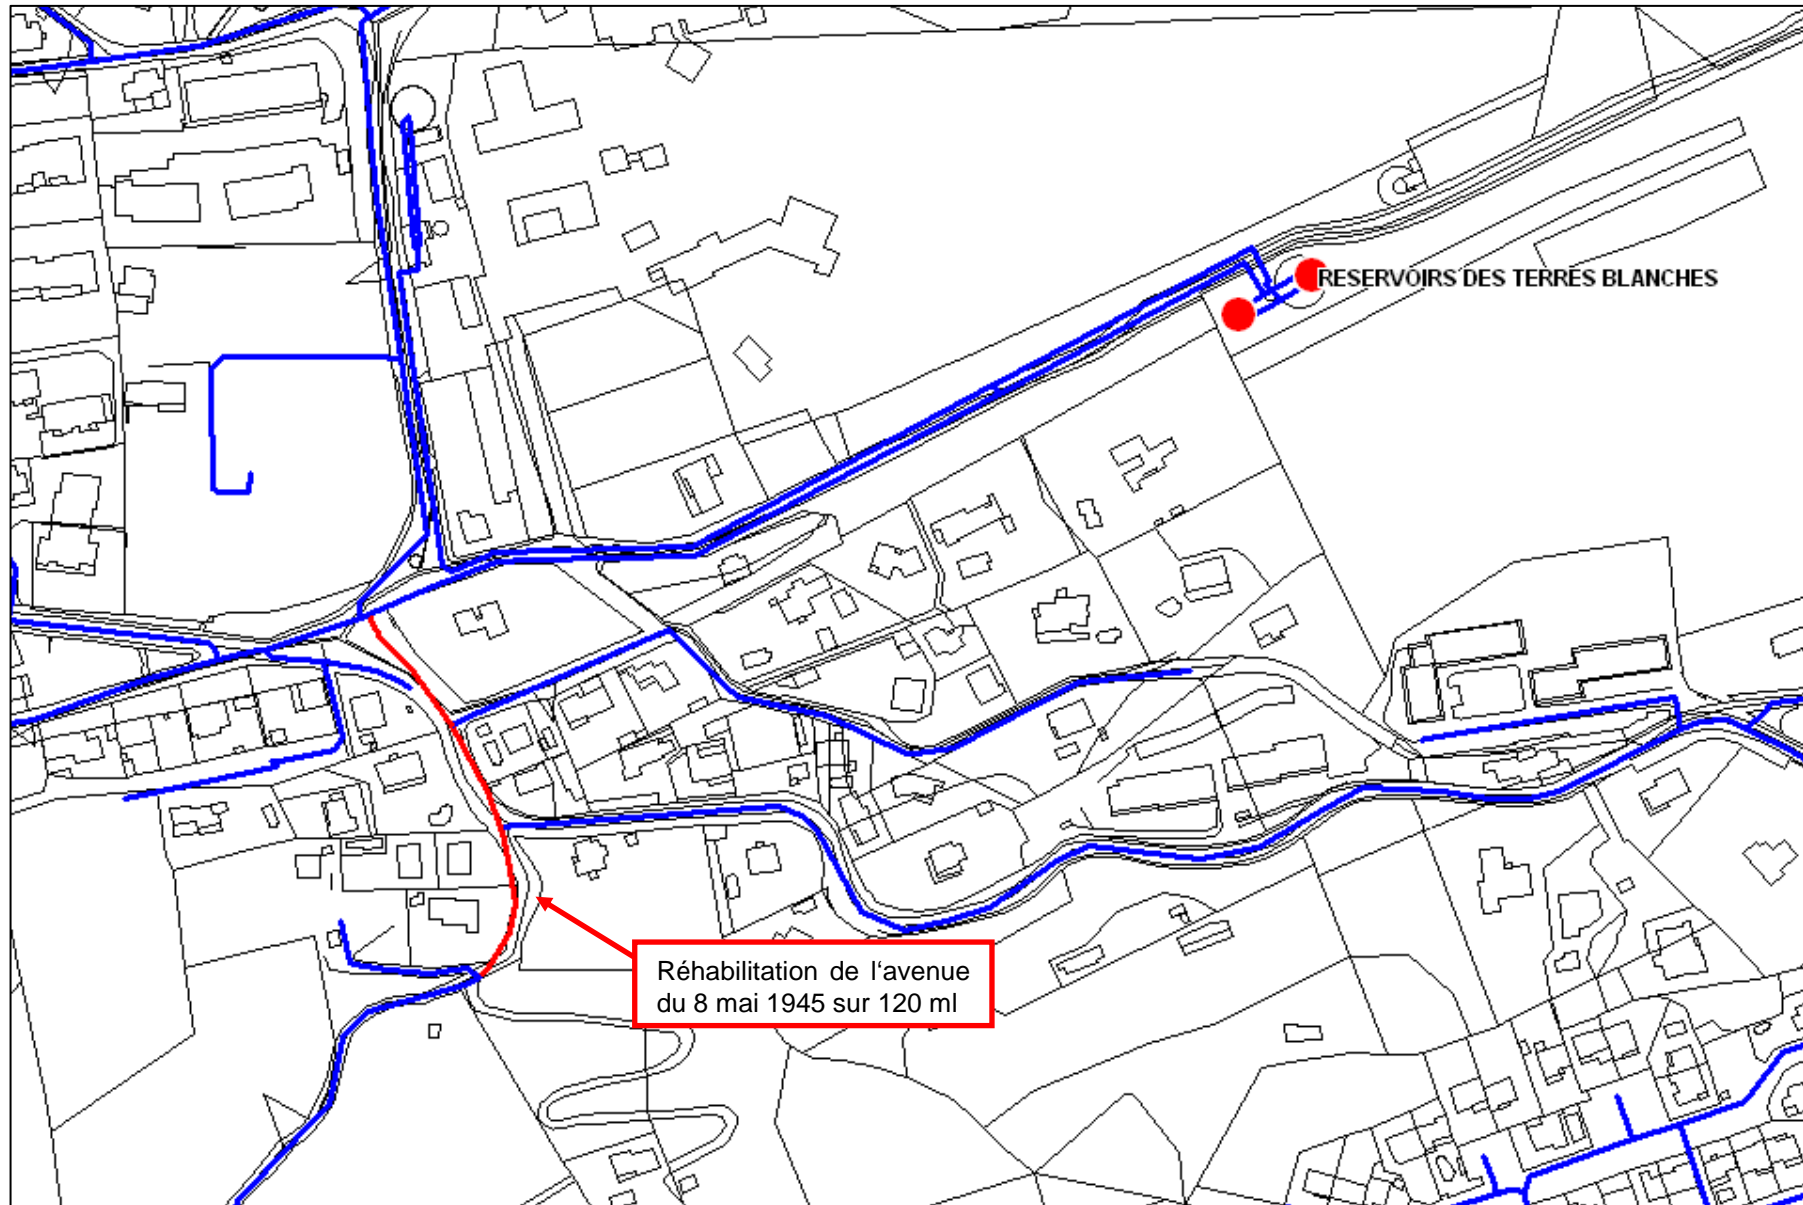 RESERVOIRS DES TERRES BLANCHES
Réhabilitation de l‘avenue
du 8 mai 1945 sur 120 ml